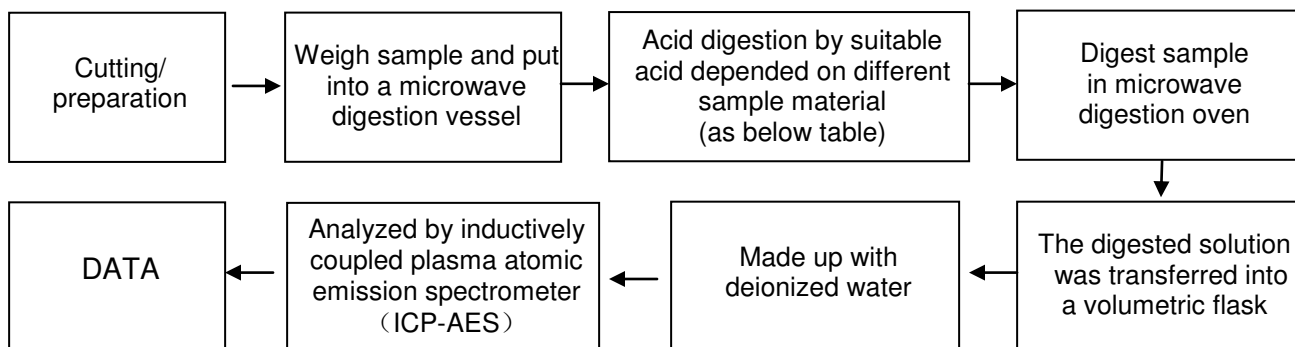 Cutting/
preparation
Weigh sample and put
into a microwave
digestion vessel
Acid digestion by suitable
acid depended on different
sample material
(as below table)
Digest sample
in microwave
digestion oven
The digested solution
was transferred into
a volumetric flask
Made up with
deionized water
Analyzed by inductively
coupled plasma atomic
emission spectrometer
（ICP-AES）
DATA